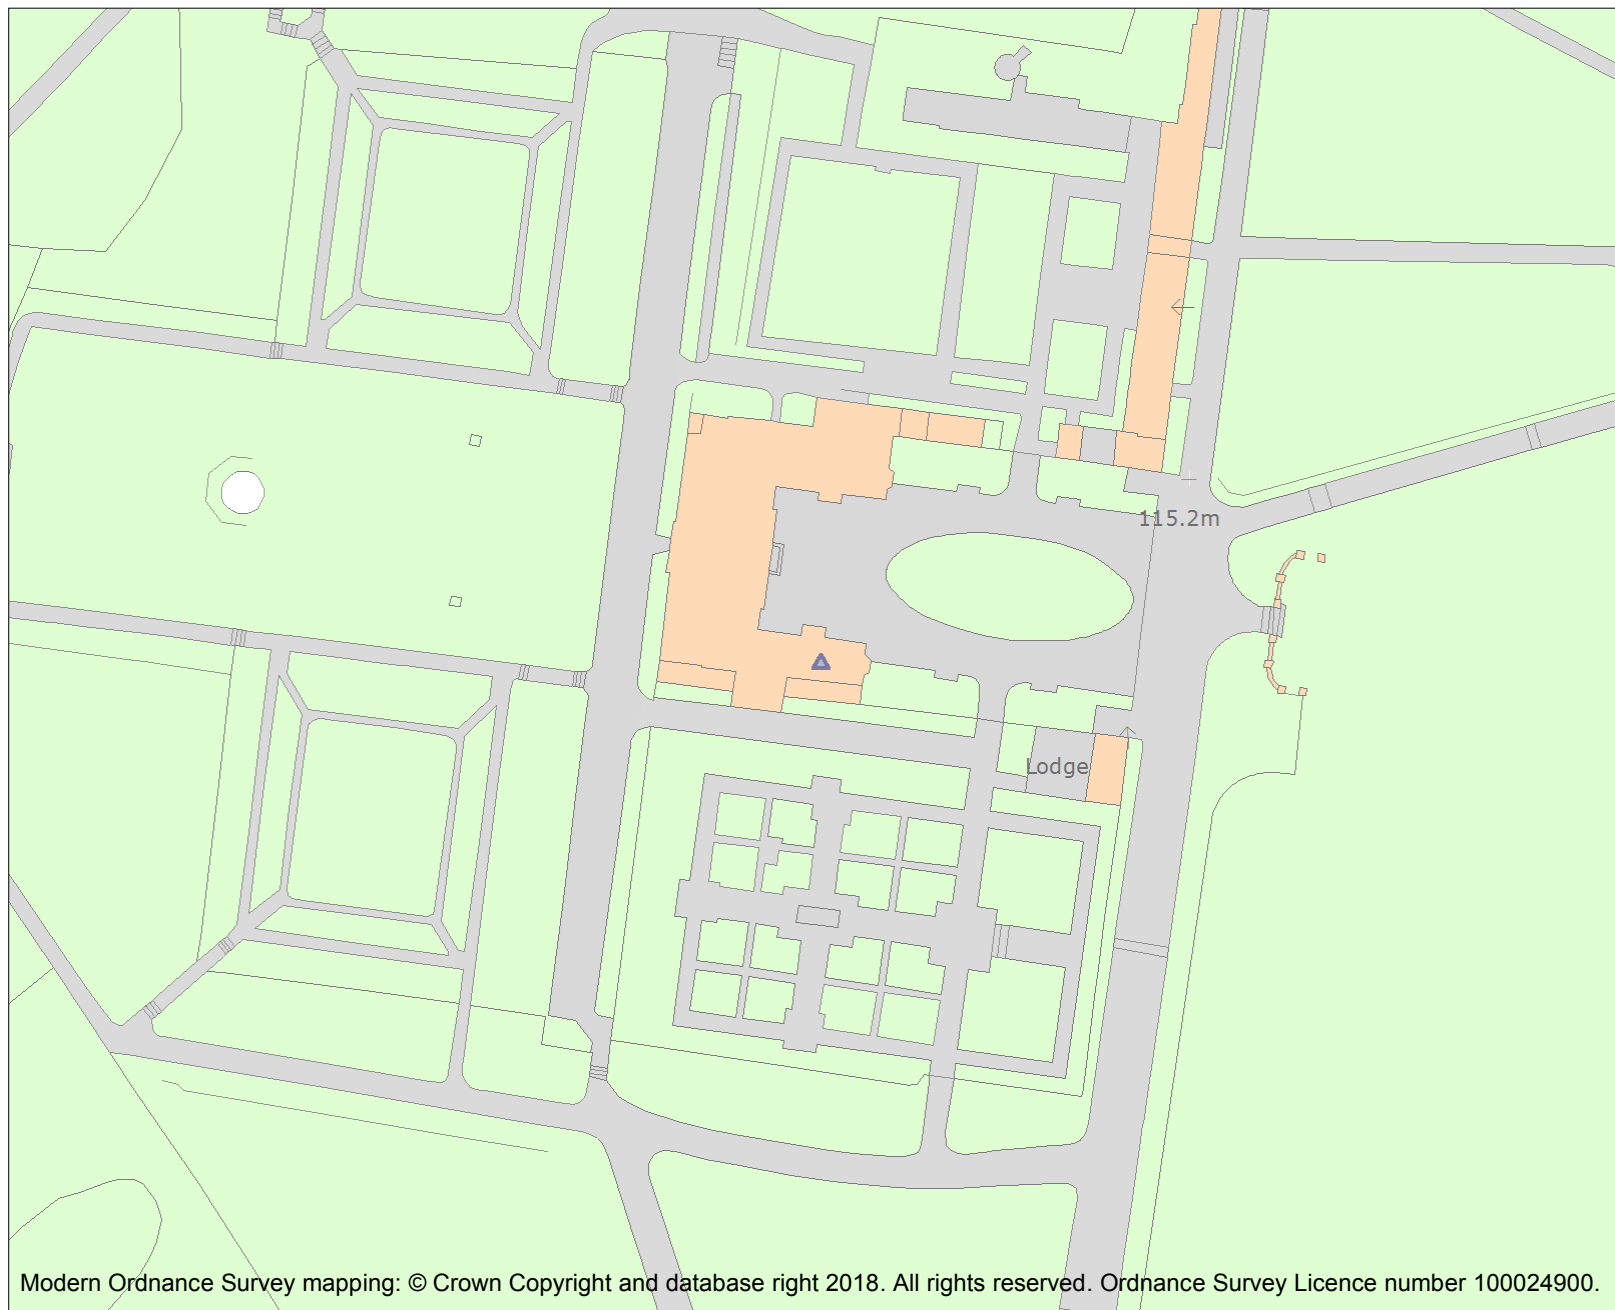 115.2m
Lodge
Modern Ordnance Survey mapping: © Crown Copyright and database right 2018. All rights reserved. Ordnance Survey Licence number 100024900.